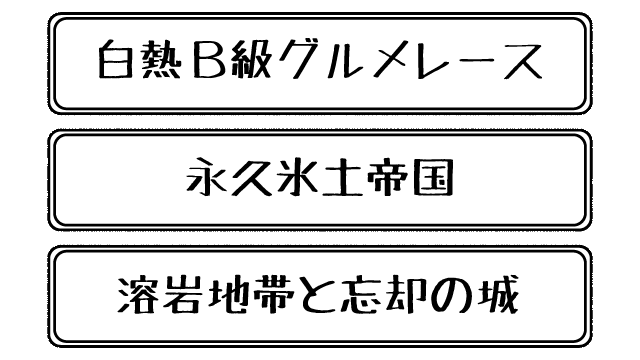 白熱B級グルメレース
永久氷土帝国
溶岩地帯と忘却の城